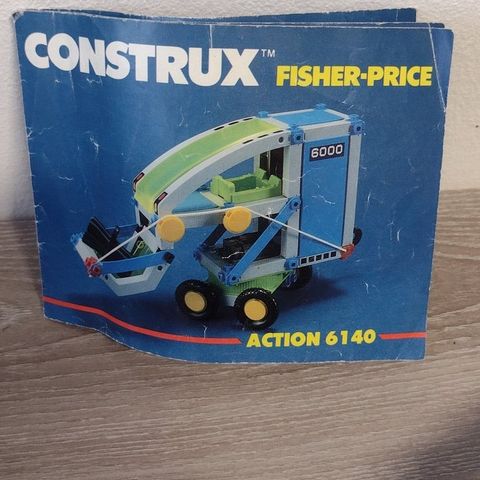 CONSTRUX™ FISHER-PRICE
6000
ACTION 6140